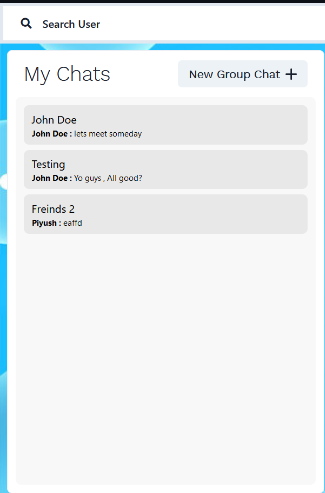 Search User
My Chats
New Group Chat
John Doe
John Doe : lets meet someday
Testing
John Doe : Yo guys , All good?
Freinds 2
Piyush : eaffd